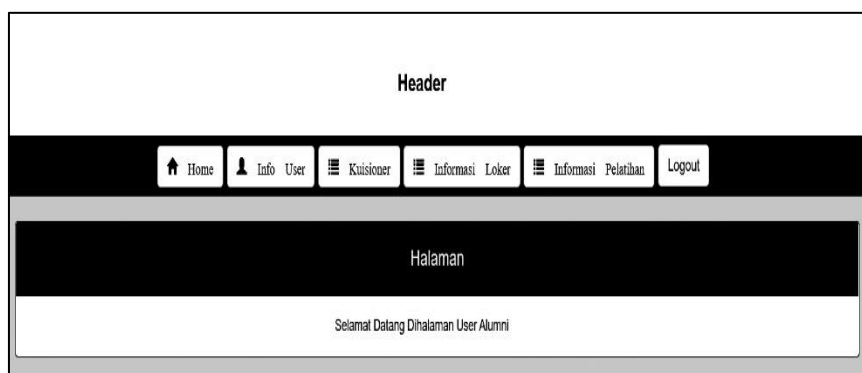 Header
Home Info User Kuisioner Informasi Loker Informasi Pelatihan Logout
Halaman
Selamat Datang Dihalaman User Alumni